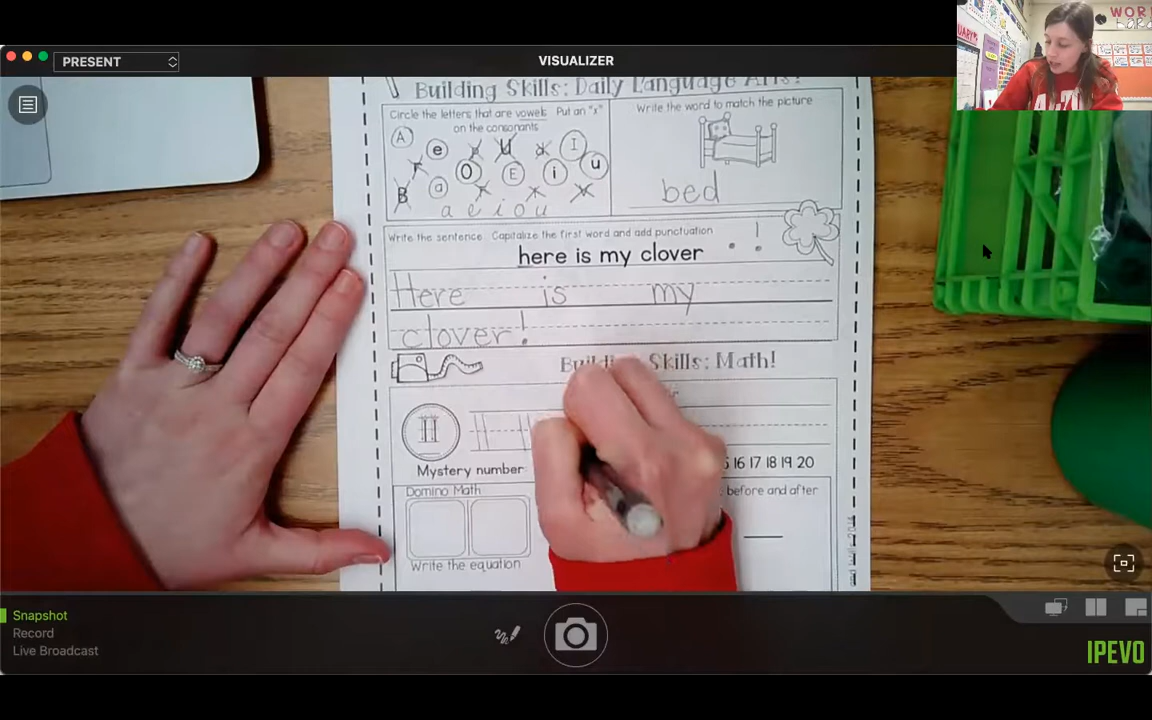 WOR
PRESENT
VISUALIZER
Building Skills: Daily Language Arts!
Circle the letters that are vowels. Put an "x"
on the consonants
A e U I
O E i u
B a
a e i o u
Write the word to match the picture
bed
Write the sentence. Capitalize the first word and add punctuation
here is my clover . !
Here is my
clover!
Building Skills: Math!
11
11 11
Mystery number
16 17 18 19 20
Domino Math
before and after
Write the equation
Snapshot
Record
Live Broadcast
IPEVO